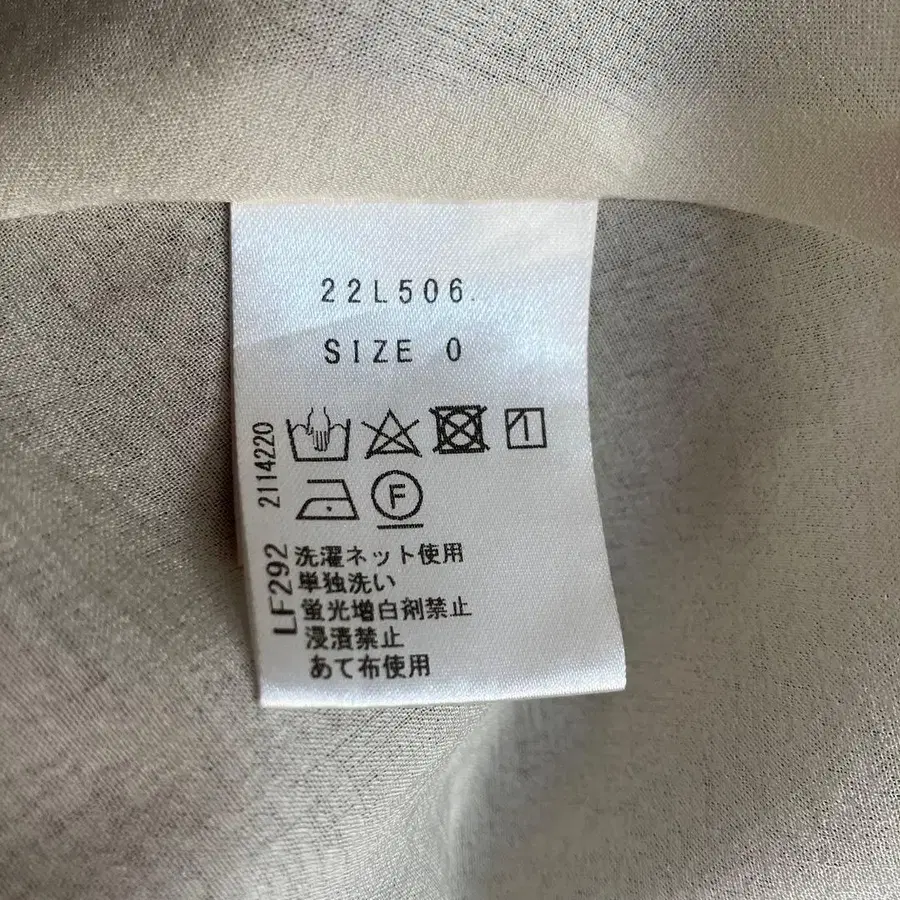 22L506.
SIZE 0
2114220
F
LF292
洗濯ネット使用
単独洗い
蛍光増白剤禁止
浸漬禁止
あて布使用